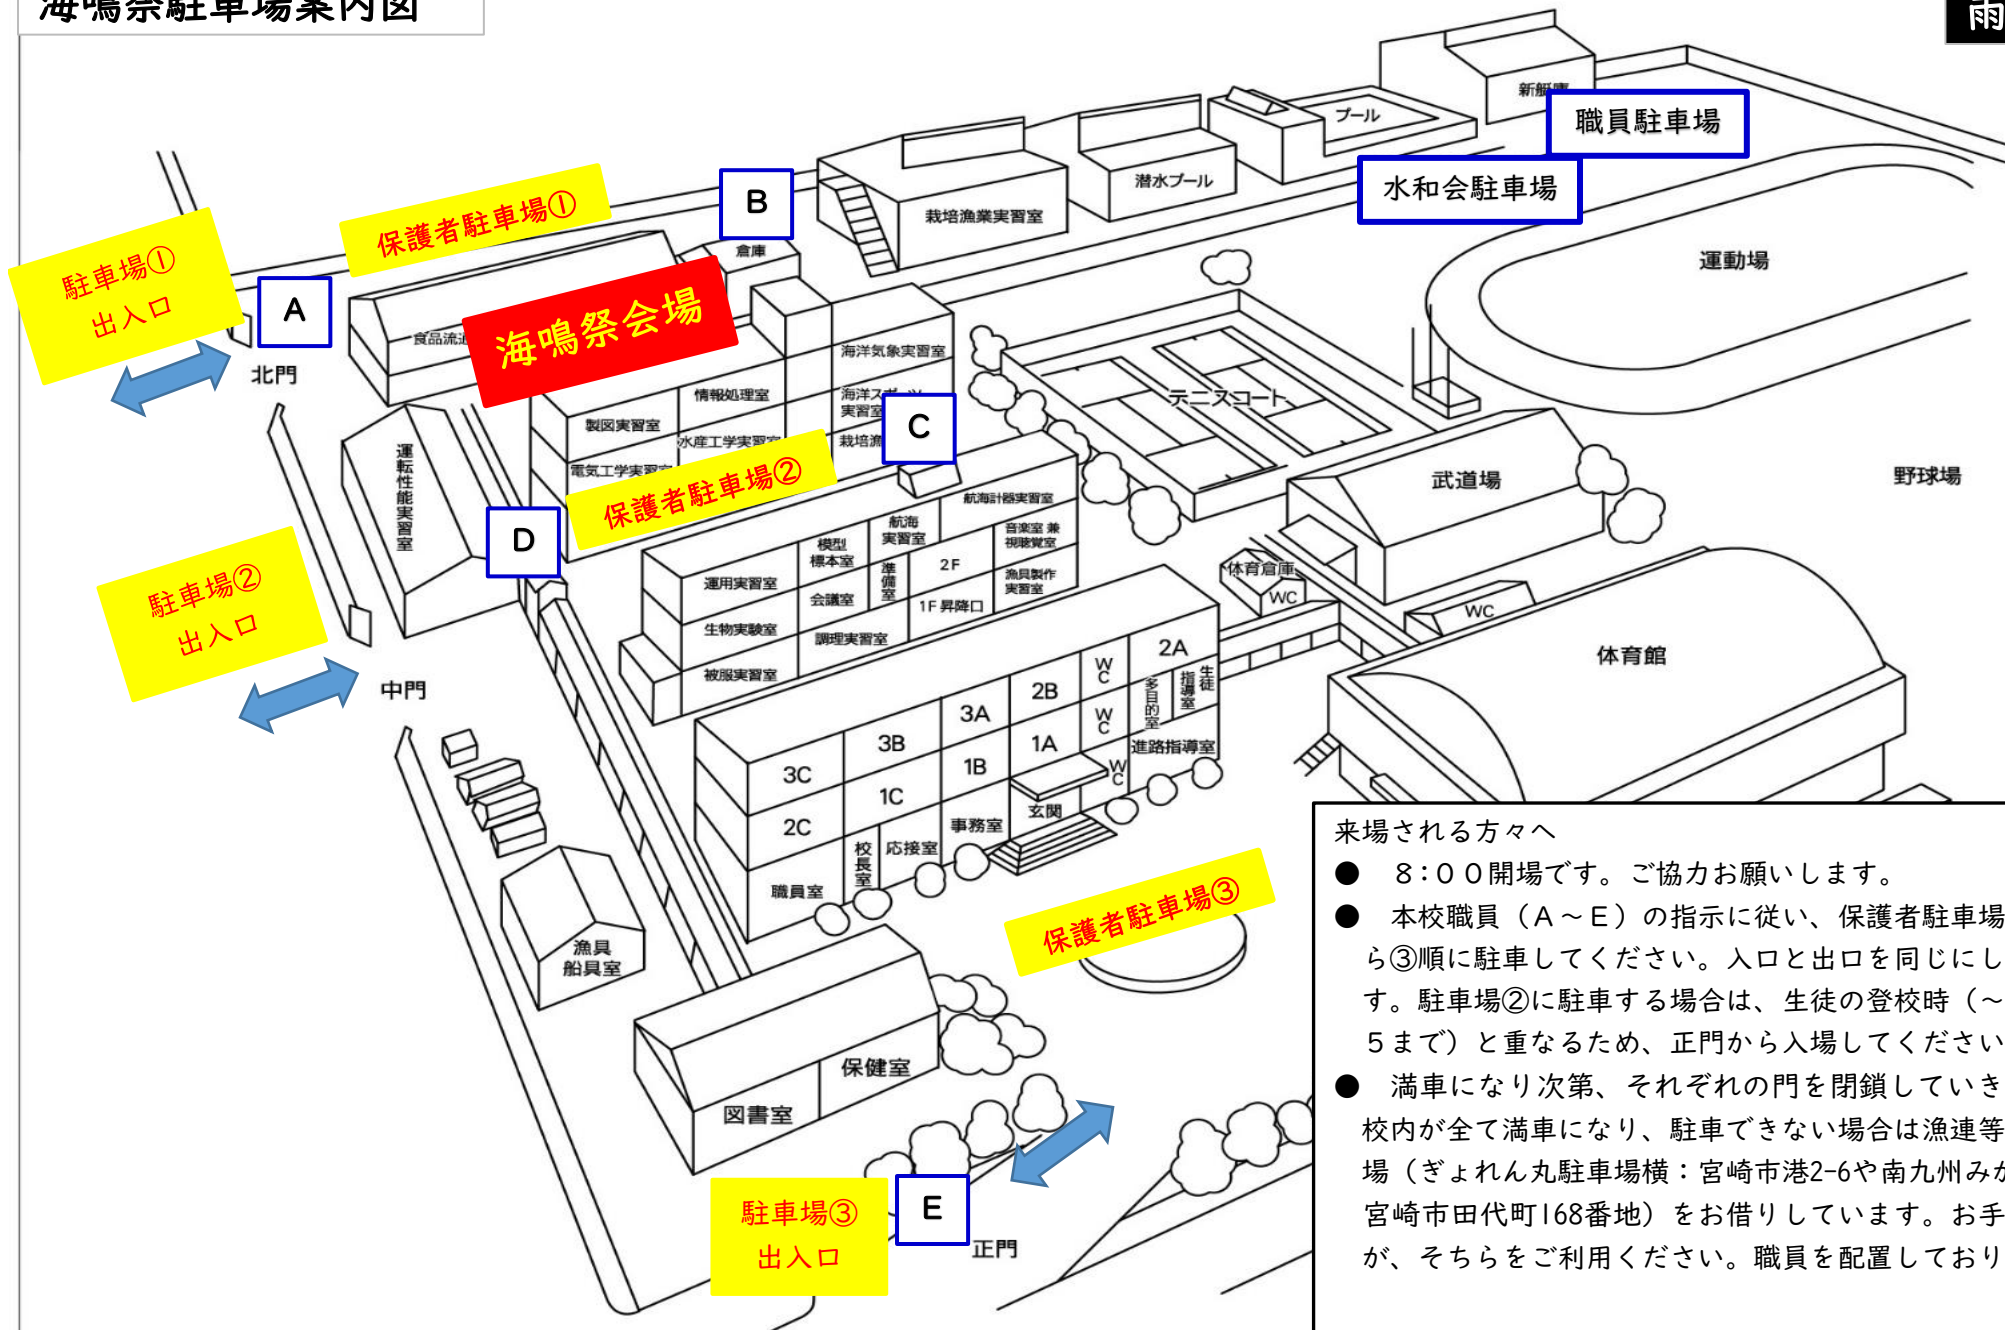 海鳴祭駐車場案内図
雨
新艇庫
職員駐車場
プール
水和会駐車場
潜水プール
栽培漁業実習室
運動場
B
倉庫
保護者駐車場①
駐車場①
出入口
A
北門
食品流通
海鳴祭会場
海洋気象実習室
情報処理室
海洋スポーツ
実習室
製図実習室
水産工学実習室
栽培漁
電気工学実習室
C
テニスコート
武道場
野球場
運転性能実習室
保護者駐車場②
D
航海計器実習室
航海
実習室
音楽室 兼
視聴覚室
模型
標本室
準備室
2F
漁具製作
実習室
運用実習室
会議室
1F 昇降口
生物実験室
調理実習室
被服実習室
体育倉庫
WC
WC
体育館
駐車場②
出入口
中門
2A
WC
多目的室
生徒
指導室
2B
3A
WC
3B
1A
進路指導室
3C
1B
WC
1C
玄関
2C
事務室
校長室
応接室
職員室
保護者駐車場③
漁具
船具室
保健室
図書室
駐車場③
出入口
E
正門
来場される方々へ
● 8:００開場です。ご協力お願いします。
● 本校職員（Ａ～Ｅ）の指示に従い、保護者駐車場
ら③順に駐車してください。入口と出口を同じにし
す。駐車場②に駐車する場合は、生徒の登校時（～
５まで）と重なるため、正門から入場してください
● 満車になり次第、それぞれの門を閉鎖していき
校内が全て満車になり、駐車できない場合は漁連等
場（ぎょれん丸駐車場横：宮崎市港2-6や南九州みか
宮崎市田代町168番地）をお借りしています。お手
が、そちらをご利用ください。職員を配置しており